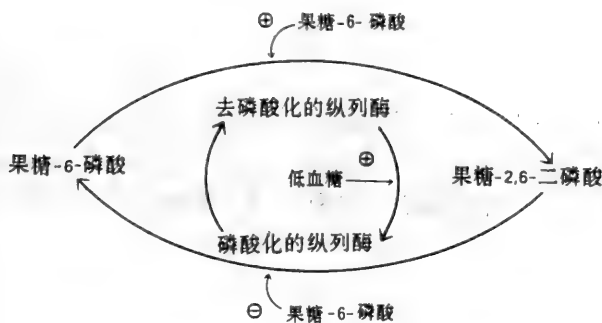 ⊕ 果糖-6-磷酸
去磷酸化的纵列酶
果糖-6-磷酸
⊕
低血糖
果糖-2,6-二磷酸
磷酸化的纵列酶
⊖ 果糖-6-磷酸